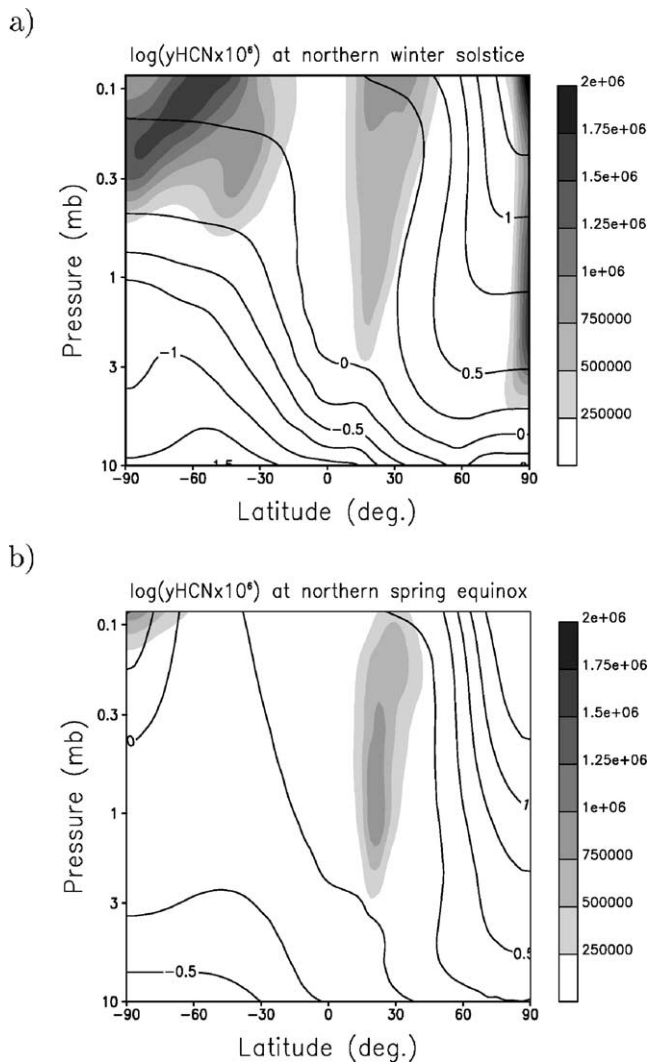 a)
log(yHCNx10⁶) at northern winter solstice
0.1
0.3
1
3
10
Pressure (mb)
-90
-60
-30
0
30
60
90
Latitude (deg.)
1
0.5
0
0
-0.5
-1
2e+06
1.75e+06
1.5e+06
1.25e+06
1e+06
750000
500000
250000
b)
log(yHCNx10⁶) at northern spring equinox
0.1
0.3
1
3
10
Pressure (mb)
-90
-60
-30
0
30
60
90
Latitude (deg.)
0
1
0.5
-0.5
2e+06
1.75e+06
1.5e+06
1.25e+06
1e+06
750000
500000
250000